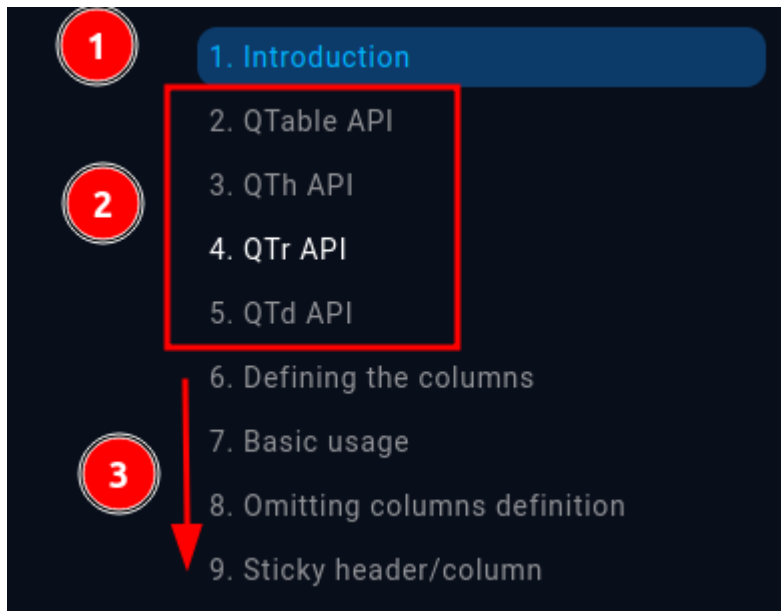 1
1. Introduction
2. QTable API
3. QTh API
2
4. QTr API
5. QTd API
6. Defining the columns
7. Basic usage
3
8. Omitting columns definition
9. Sticky header/column